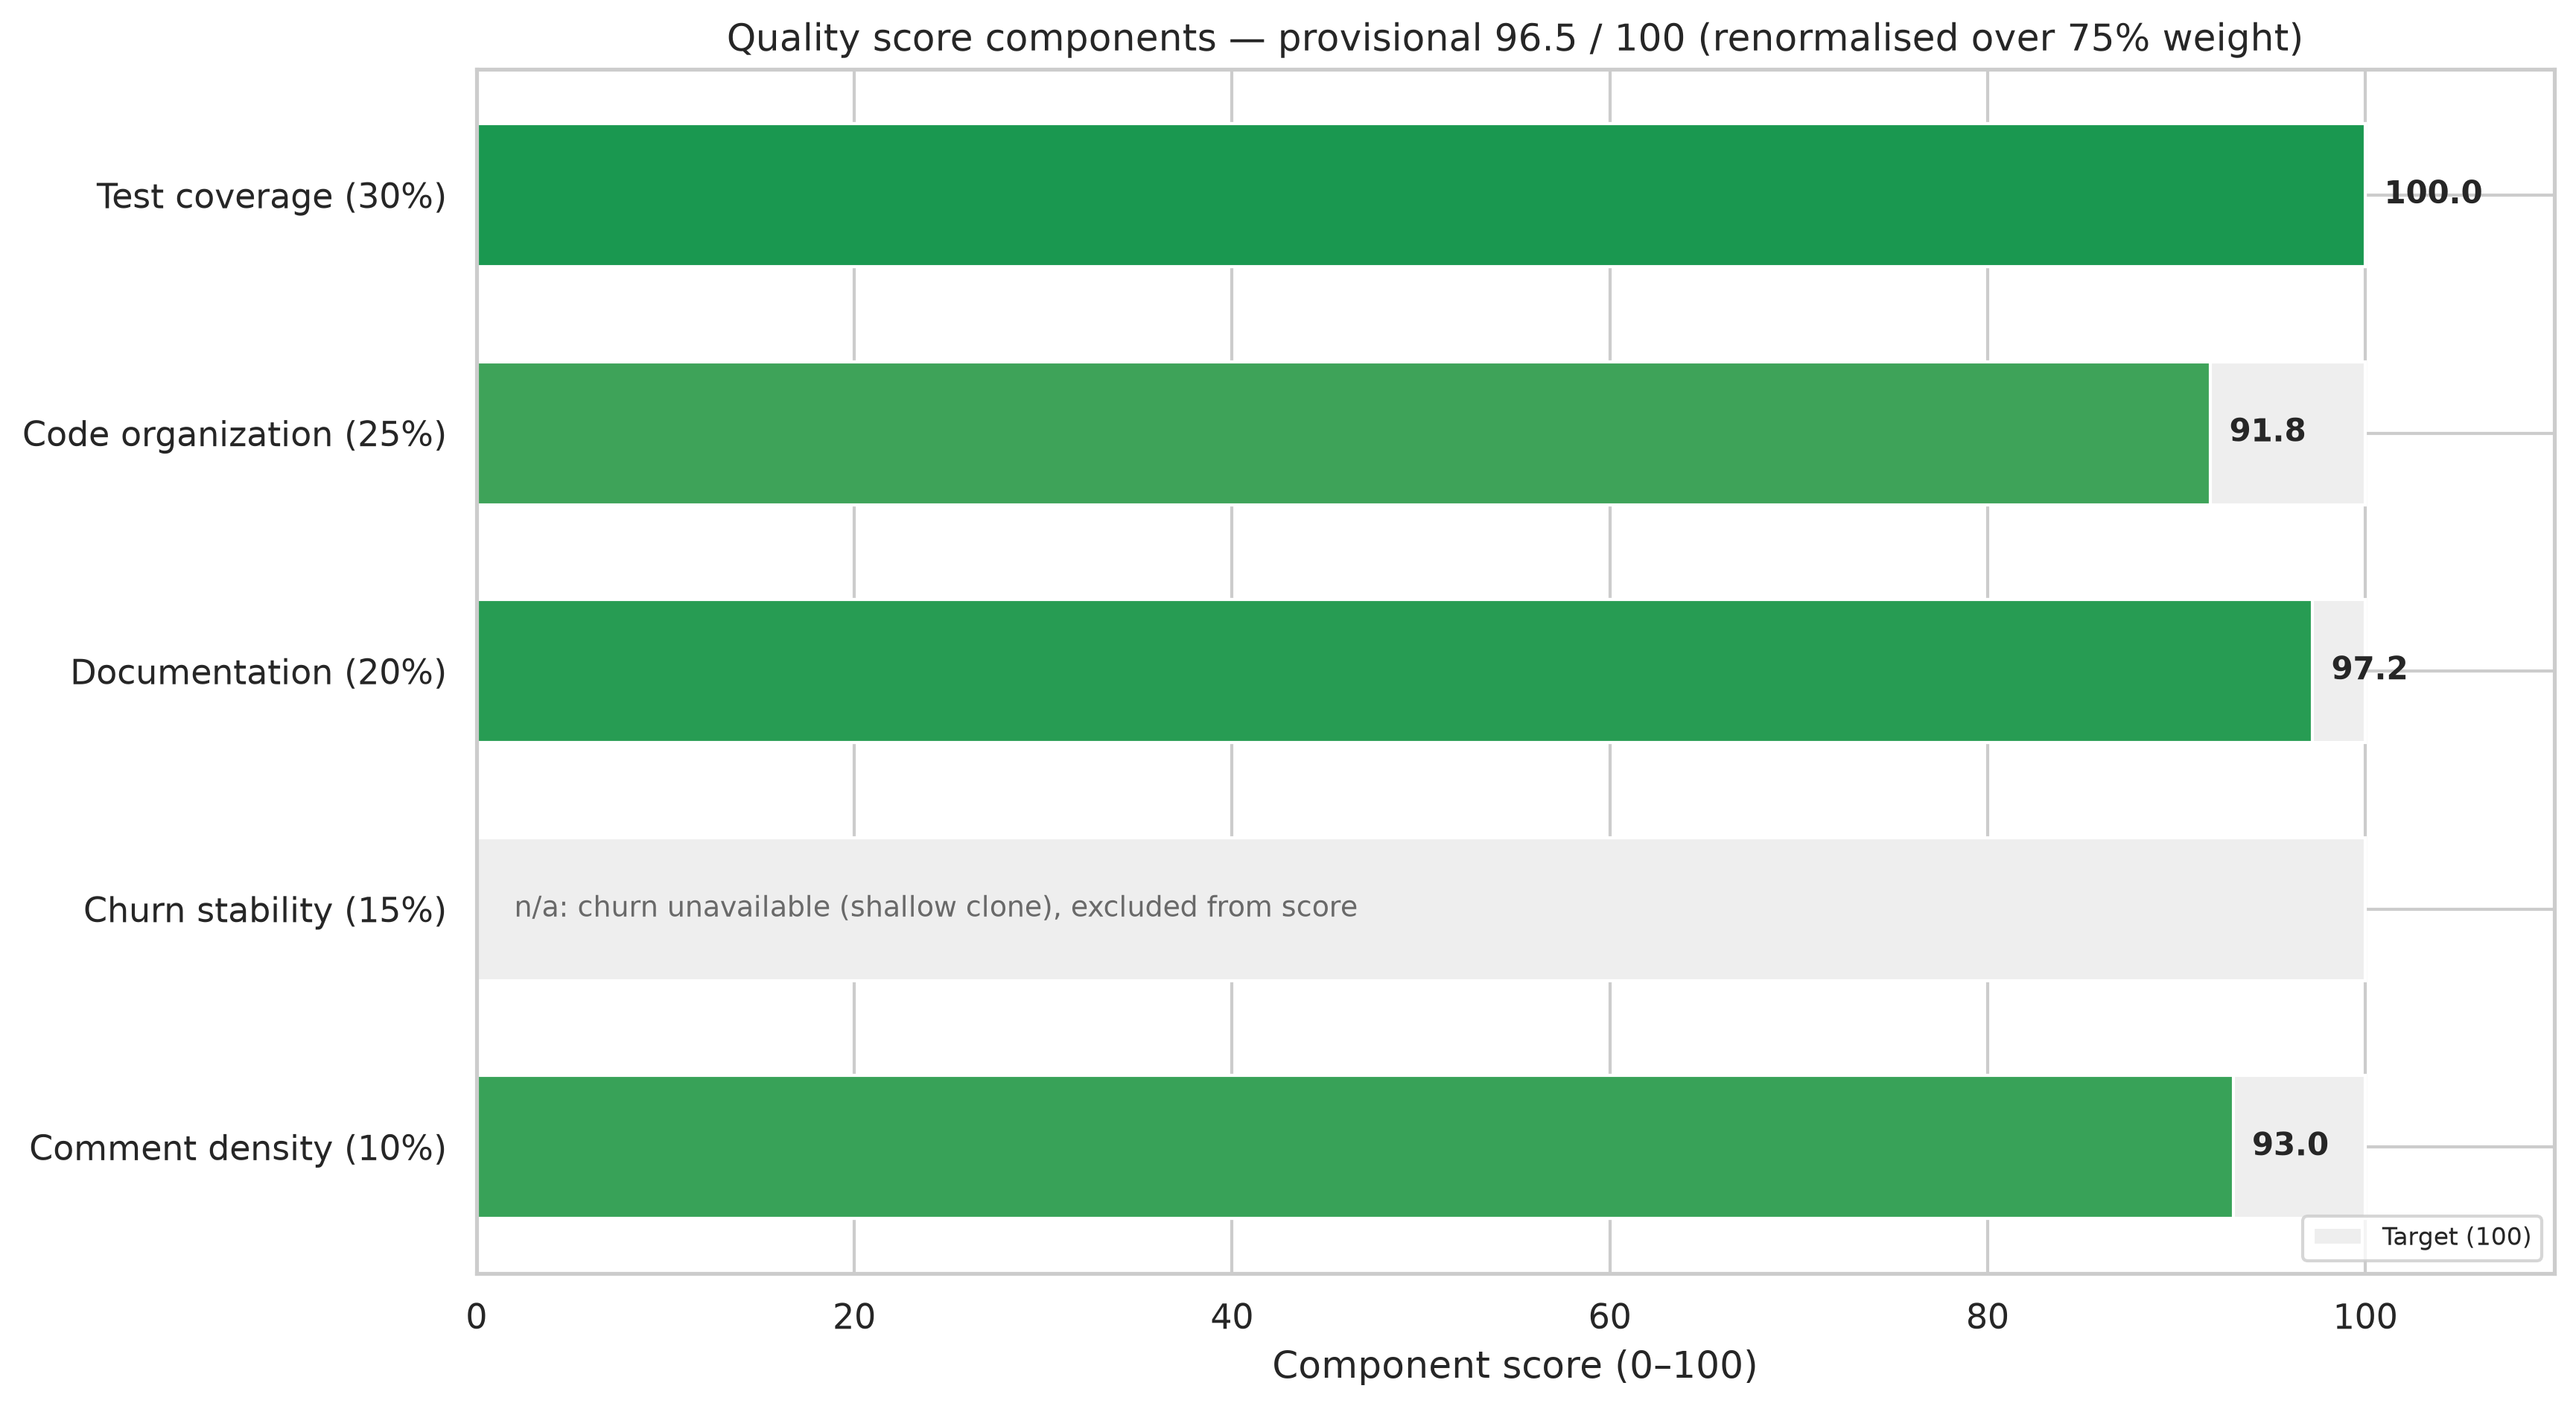 Quality score components — provisional 96.5 / 100 (renormalised over 75% weight)
Test coverage (30%)
100.0
Code organization (25%)
91.8
Documentation (20%)
97.2
Churn stability (15%)
n/a: churn unavailable (shallow clone), excluded from score
Comment density (10%)
93.0
Target (100)
0 20 40 60 80 100
Component score (0–100)